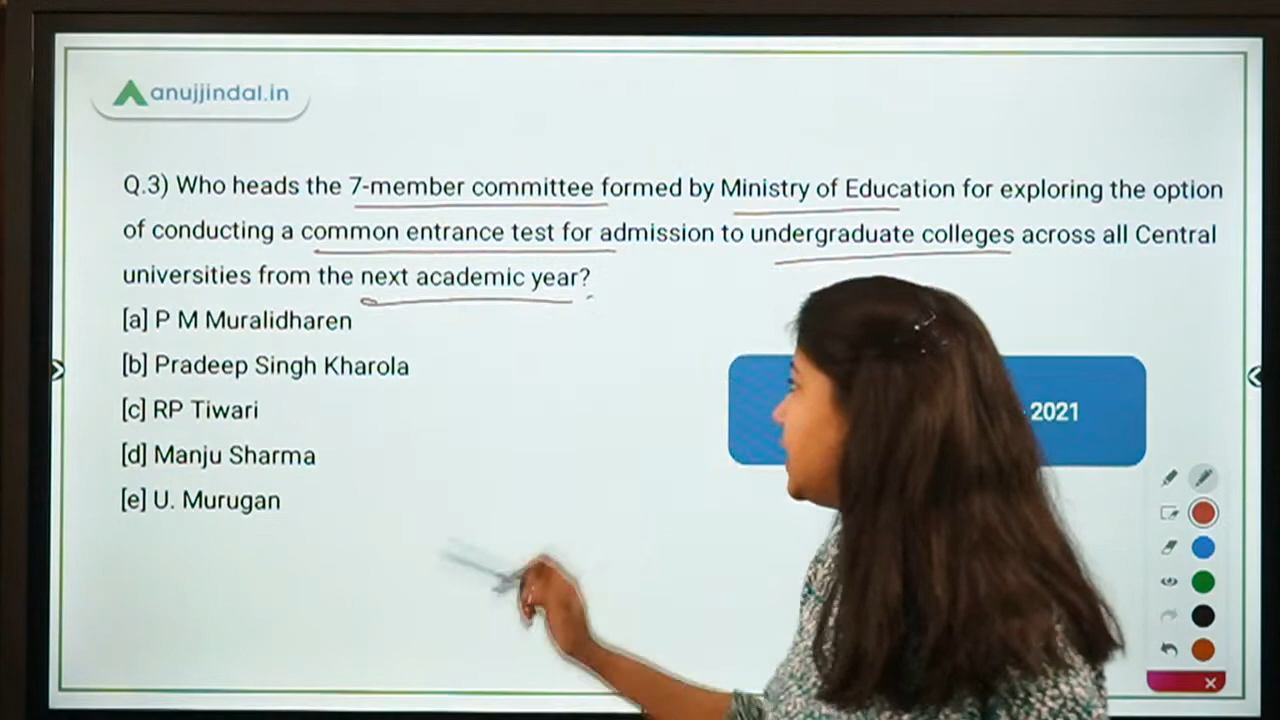 anujjindal.in
Q.3) Who heads the 7-member committee formed by Ministry of Education for exploring the option
of conducting a common entrance test for admission to undergraduate colleges across all Central
universities from the next academic year?
[a] P M Muralidharen
[b] Pradeep Singh Kharola
[c] RP Tiwari
2021
[d] Manju Sharma
[e] U. Murugan